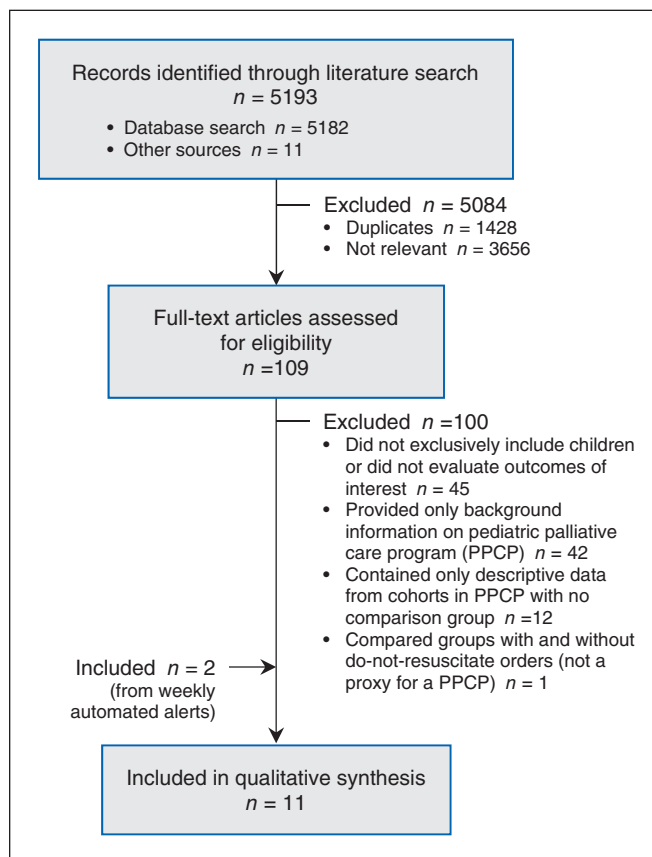 Records identified through literature search
n = 5193
• Database search n = 5182
• Other sources n = 11
Excluded n = 5084
• Duplicates n = 1428
• Not relevant n = 3656
Full-text articles assessed
for eligibility
n =109
Excluded n =100
• Did not exclusively include children
or did not evaluate outcomes of
interest n = 45
• Provided only background
information on pediatric palliative
care program (PPCP) n = 42
• Contained only descriptive data
from cohorts in PPCP with no
comparison group n =12
• Compared groups with and without
do-not-resuscitate orders (not a
proxy for a PPCP) n = 1
Included n = 2
(from weekly
automated alerts)
Included in qualitative synthesis
n = 11